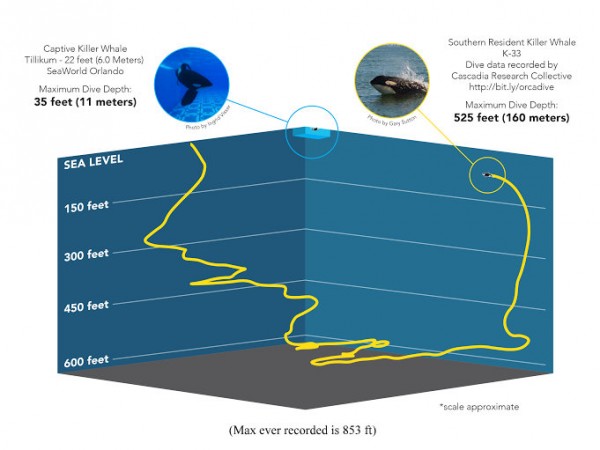 Captive Killer Whale
Tillikum - 22 feet (6.0 Meters)
SeaWorld Orlando
Maximum Dive Depth:
35 feet (11 meters)
Photo by Ingrid Visser
Southern Resident Killer Whale
K-33
Dive data recorded by
Cascadia Research Collective
http://bit.ly/orcadive
Maximum Dive Depth:
525 feet (160 meters)
Photo by Gary Sutton
SEA LEVEL
150 feet
300 feet
450 feet
600 feet
*scale approximate
(Max ever recorded is 853 ft)